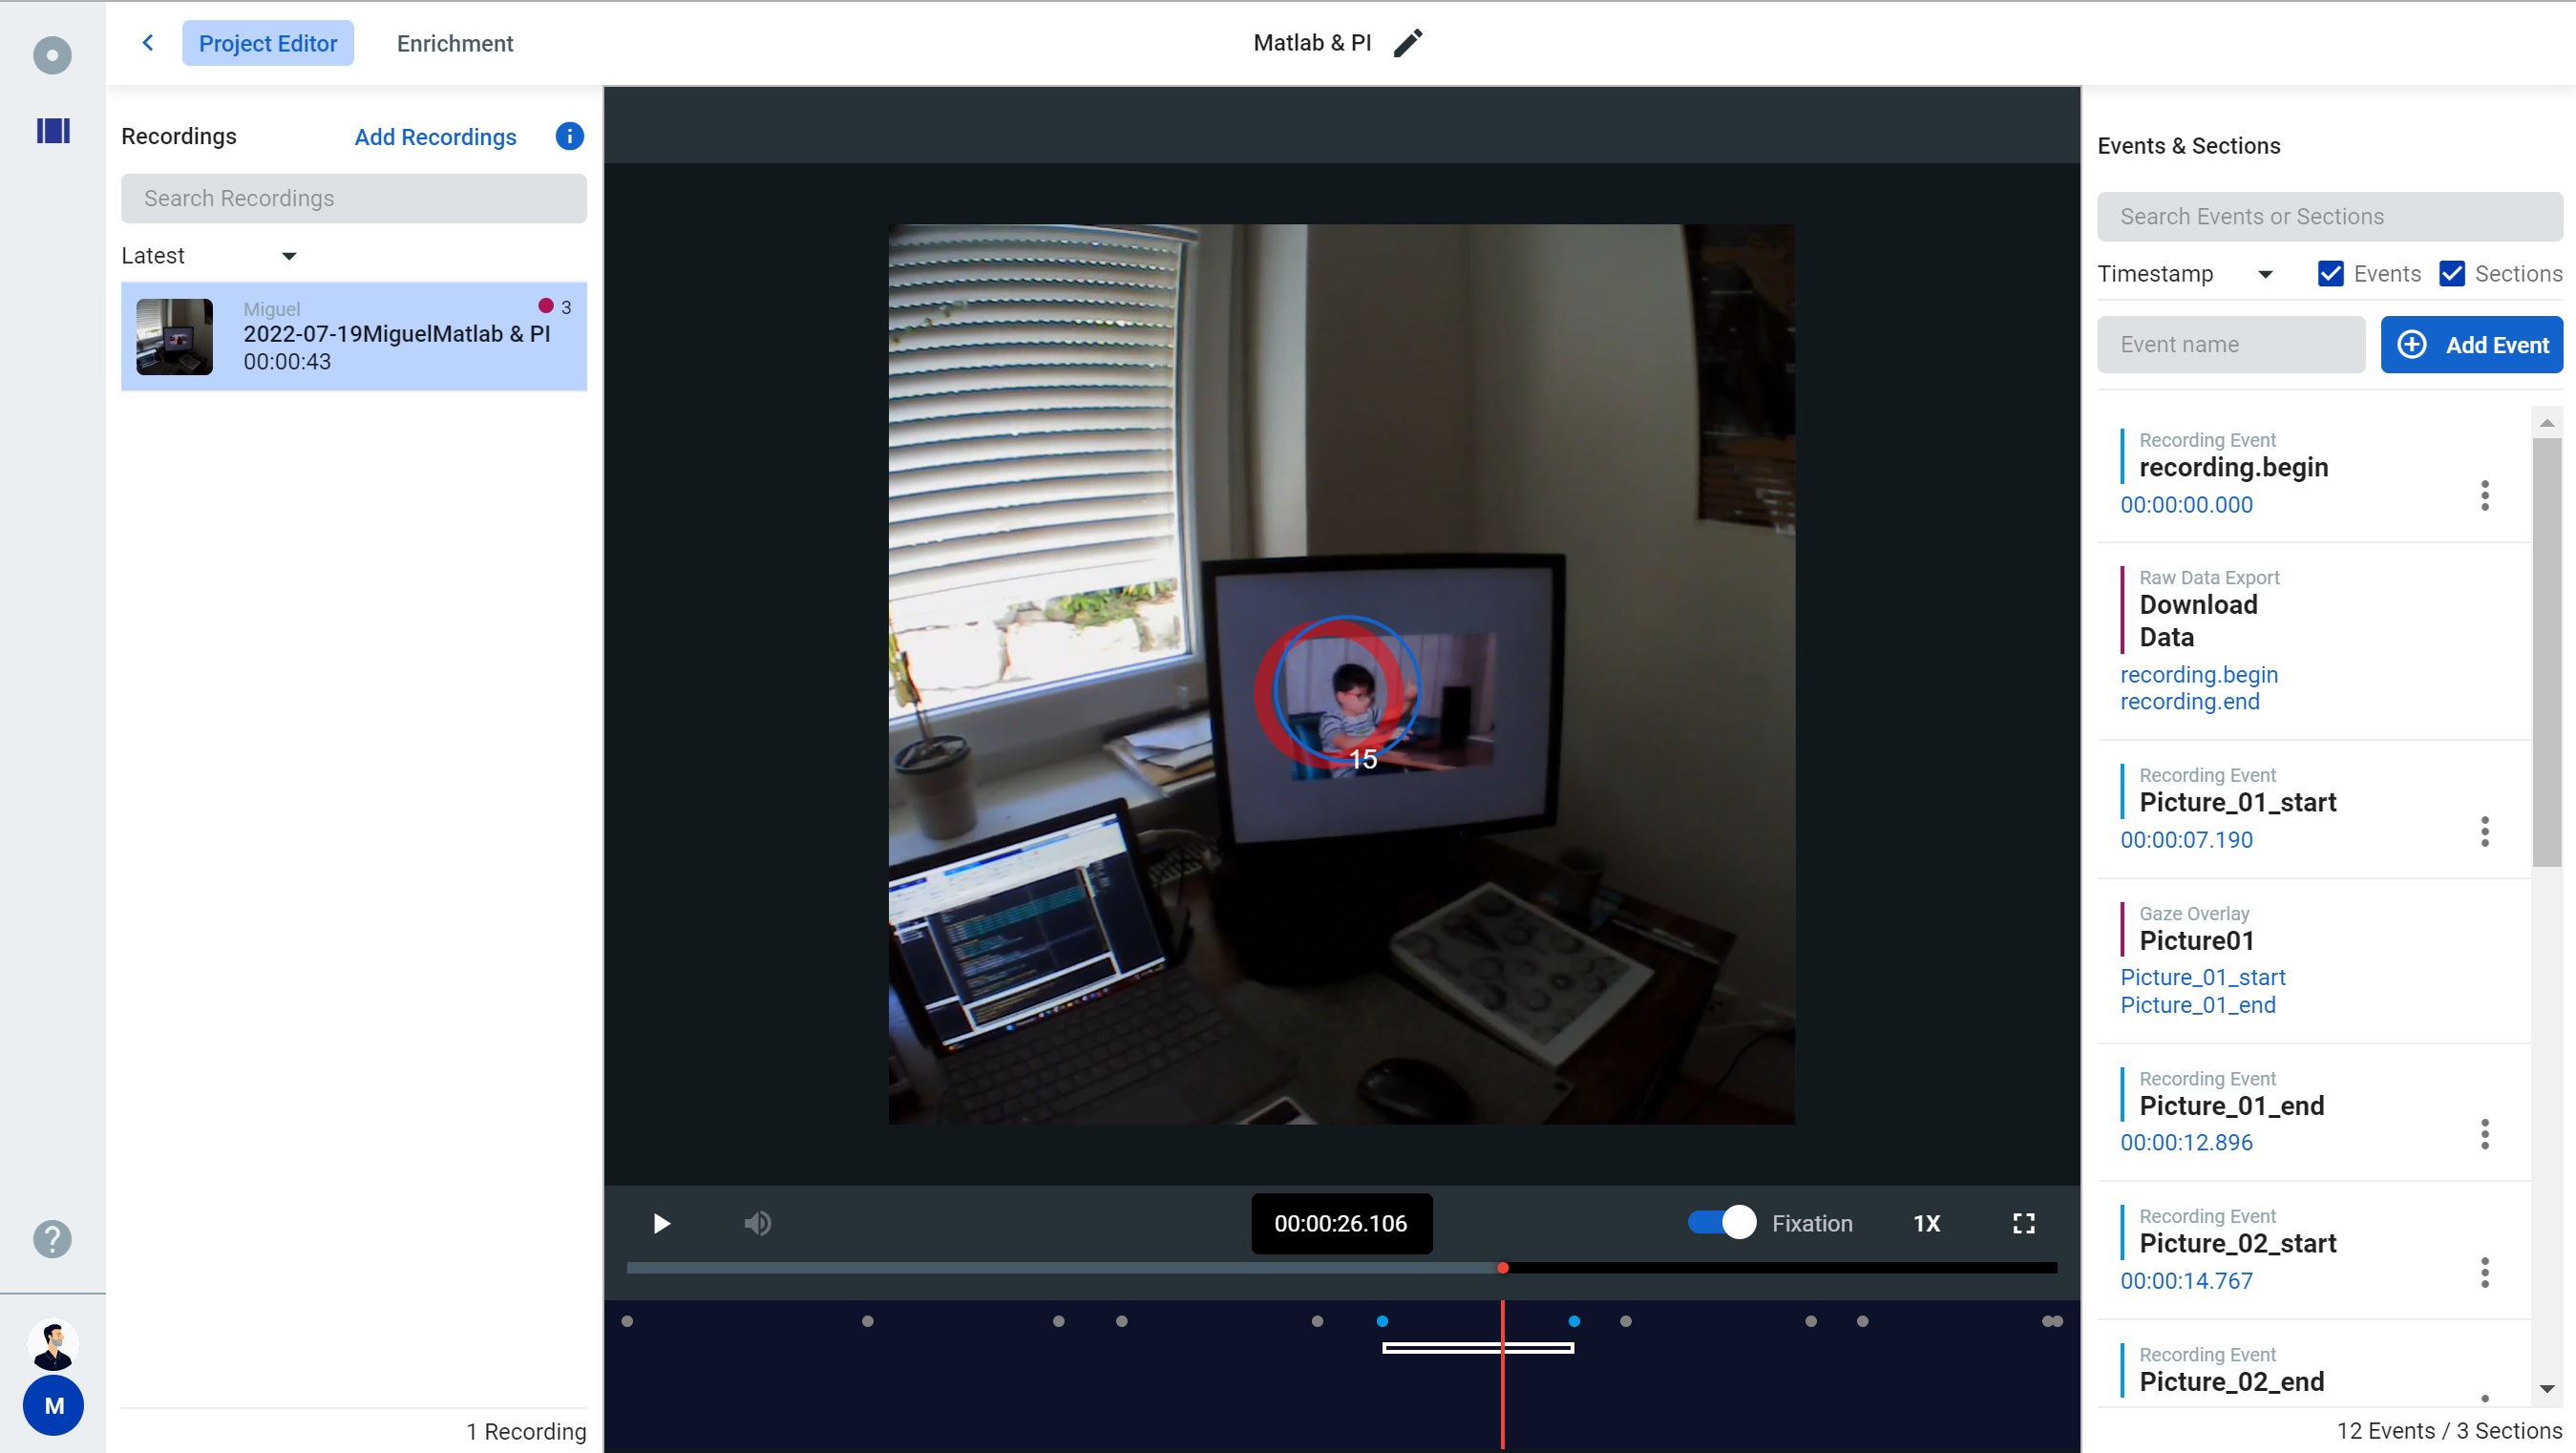 Project Editor
Enrichment
Matlab & PI
Recordings
Add Recordings
Search Recordings
Latest
Miguel
3
2022-07-19MiguelMatlab & PI
00:00:43
1 Recording
M
15
00:00:26.106
Fixation
1X
Events & Sections
Search Events or Sections
Timestamp
Events
Sections
Event name
Add Event
Recording Event
recording.begin
00:00:00.000
Raw Data Export
Download
Data
recording.begin
recording.end
Recording Event
Picture_01_start
00:00:07.190
Gaze Overlay
Picture01
Picture_01_start
Picture_01_end
Recording Event
Picture_01_end
00:00:12.896
Recording Event
Picture_02_start
00:00:14.767
Recording Event
Picture_02_end
12 Events / 3 Sections